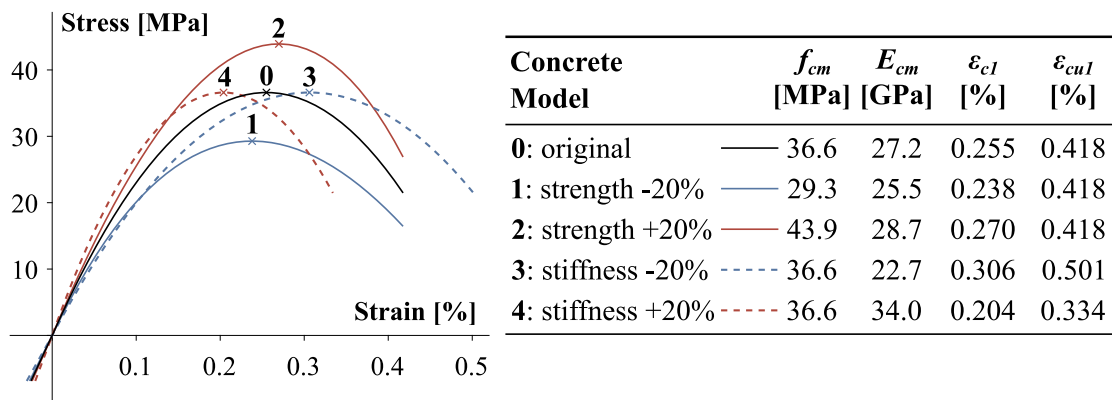 Stress [MPa]
2
40
4 0 3
1
30
20
10
Strain [%]
0.1 0.2 0.3 0.4 0.5
Concrete Model f_cm [MPa] E_cm [GPa] ε_c1 [%] ε_cu1 [%]
0: original 36.6 27.2 0.255 0.418
1: strength -20% 29.3 25.5 0.238 0.418
2: strength +20% 43.9 28.7 0.270 0.418
3: stiffness -20% 36.6 22.7 0.306 0.501
4: stiffness +20% 36.6 34.0 0.204 0.334